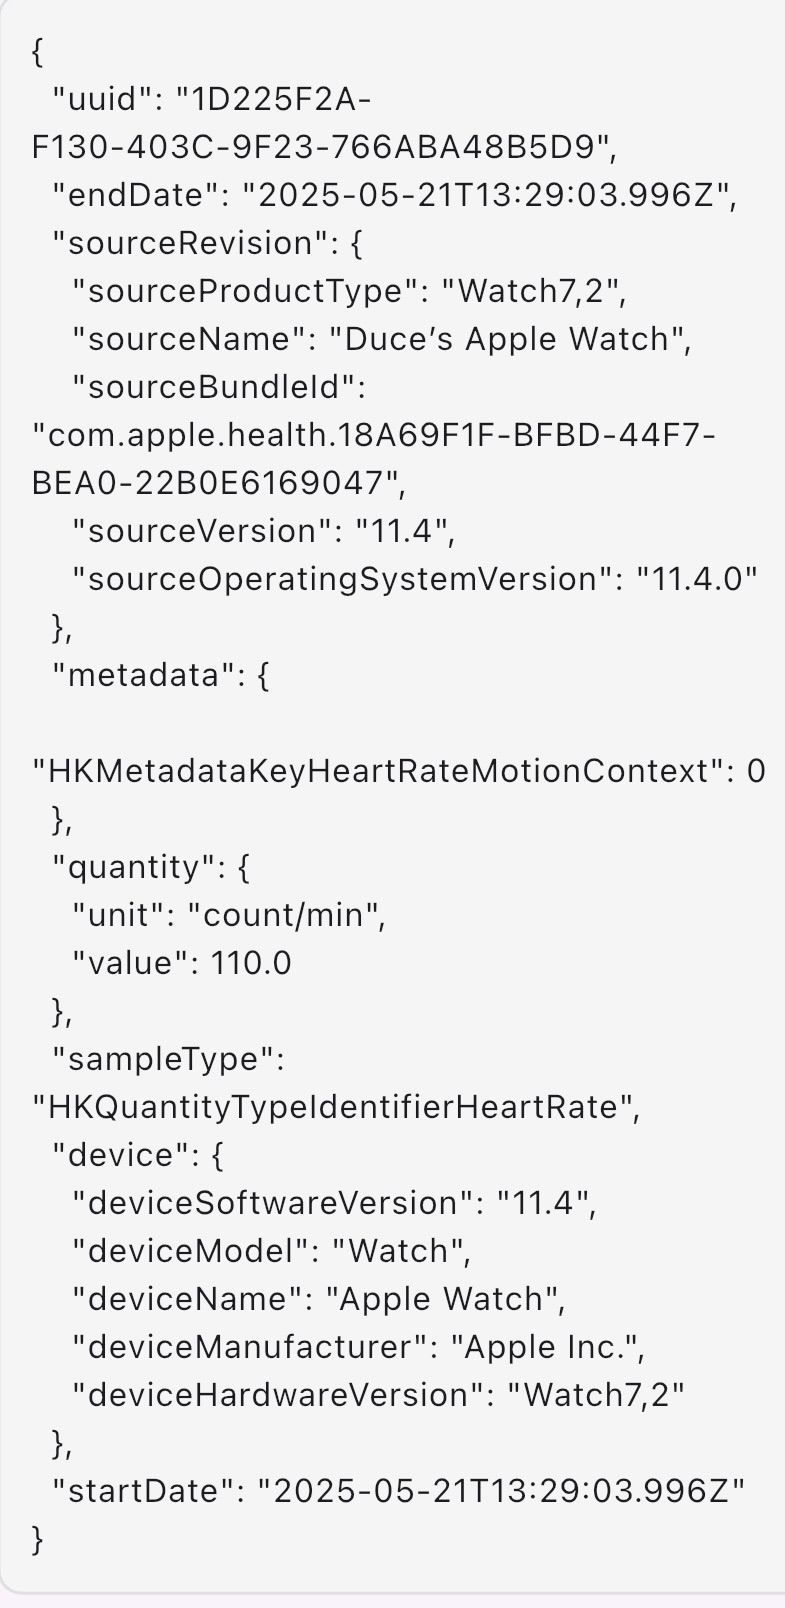 {
"uuid": "1D225F2A-
F130-403C-9F23-766ABA48B5D9",
"endDate": "2025-05-21T13:29:03.996Z",
"sourceRevision": {
"sourceProductType": "Watch7,2",
"sourceName": "Duce’s Apple Watch",
"sourceBundleId":
"com.apple.health.18A69F1F-BFBD-44F7-
BEA0-22B0E6169047",
"sourceVersion": "11.4",
"sourceOperatingSystemVersion": "11.4.0"
},
"metadata": {
"HKMetadataKeyHeartRateMotionContext": 0
},
"quantity": {
"unit": "count/min",
"value": 110.0
},
"sampleType":
"HKQuantityTypeIdentifierHeartRate",
"device": {
"deviceSoftwareVersion": "11.4",
"deviceModel": "Watch",
"deviceName": "Apple Watch",
"deviceManufacturer": "Apple Inc.",
"deviceHardwareVersion": "Watch7,2"
},
"startDate": "2025-05-21T13:29:03.996Z"
}